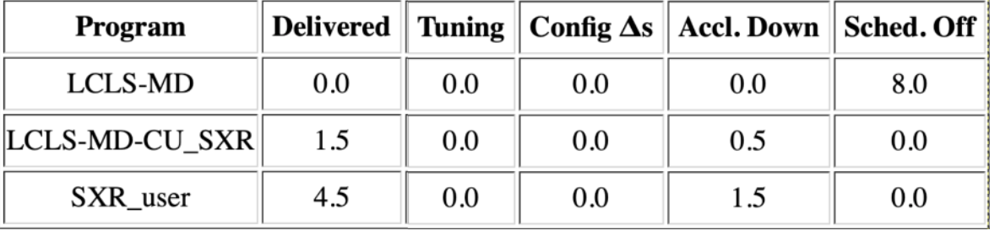 Program Delivered Tuning Config Δs Accl. Down Sched. Off
LCLS-MD 0.0 0.0 0.0 0.0 8.0
LCLS-MD-CU_SXR 1.5 0.0 0.0 0.5 0.0
SXR_user 4.5 0.0 0.0 1.5 0.0